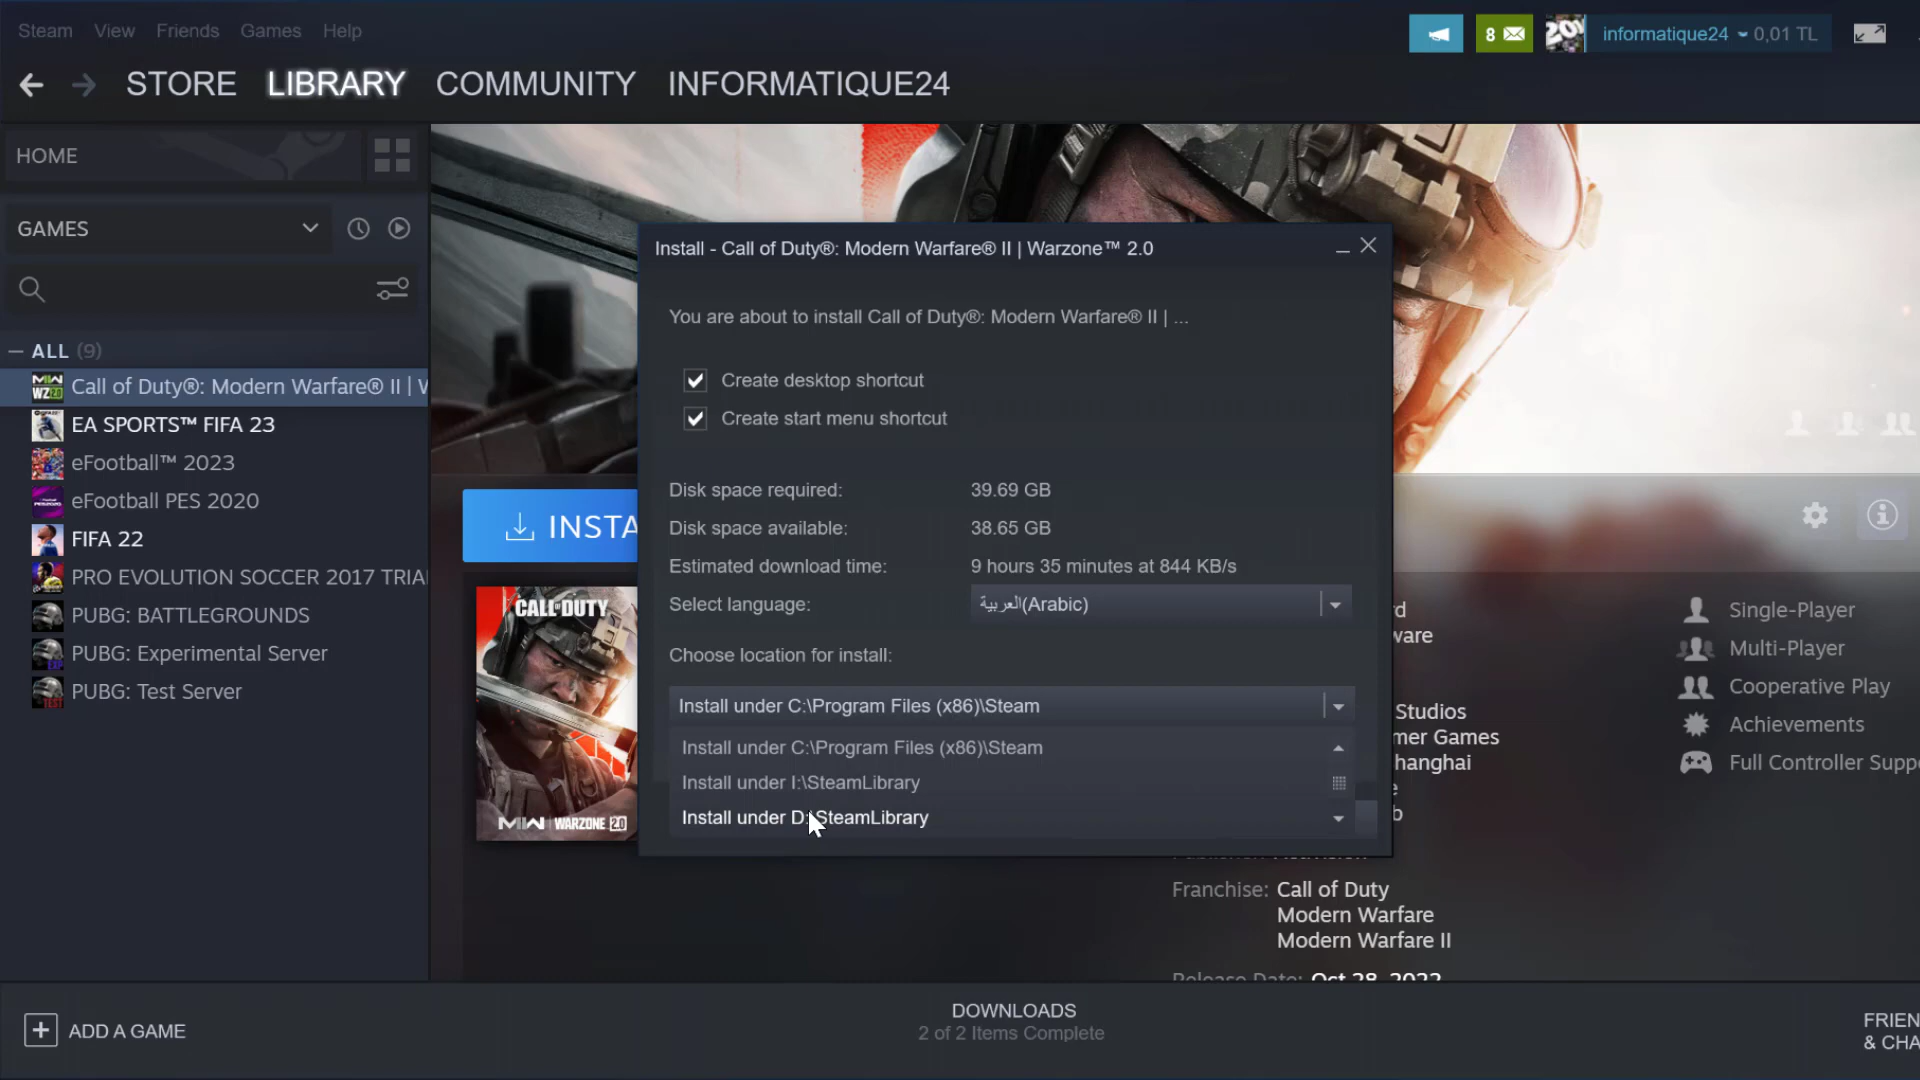 Steam View Friends Games Help
8
informatique24 0,01 TL
STORE LIBRARY COMMUNITY INFORMATIQUE24
HOME
GAMES
ALL (9)
Call of Duty®: Modern Warfare® II |
EA SPORTS™ FIFA 23
eFootball™ 2023
eFootball PES 2020
FIFA 22
PRO EVOLUTION SOCCER 2017 TRIA
PUBG: BATTLEGROUNDS
PUBG: Experimental Server
PUBG: Test Server
Install - Call of Duty®: Modern Warfare® II | Warzone™ 2.0
You are about to install Call of Duty®: Modern Warfare® II | ...
Create desktop shortcut
Create start menu shortcut
Disk space required: 39.69 GB
Disk space available: 38.65 GB
Estimated download time: 9 hours 35 minutes at 844 KB/s
Select language: العربية(Arabic)
Choose location for install:
Install under C:\Program Files (x86)\Steam
Install under C:\Program Files (x86)\Steam
Install under I:\SteamLibrary
Install under D:\SteamLibrary
INSTA
CALL OF DUTY
MW II WARZONE 2.0
Single-Player
Multi-Player
Cooperative Play
Achievements
Full Controller Supp
Studios
mer Games
hanghai
Franchise: Call of Duty
Modern Warfare
Modern Warfare II
Release Date: Oct 28, 2022
ADD A GAME
DOWNLOADS
2 of 2 Items Complete
FRIEN
& CHA